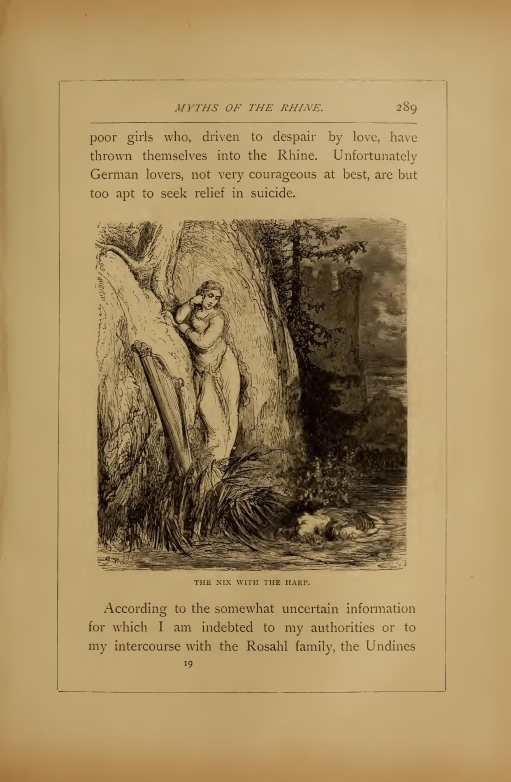 MYTHS OF THE RHINE. 289
poor girls who, driven to despair by love, have
thrown themselves into the Rhine. Unfortunately
German lovers, not very courageous at best, are but
too apt to seek relief in suicide.
THE NIX WITH THE HARP.
According to the somewhat uncertain information
for which I am indebted to my authorities or to
my intercourse with the Rosahl family, the Undines
19